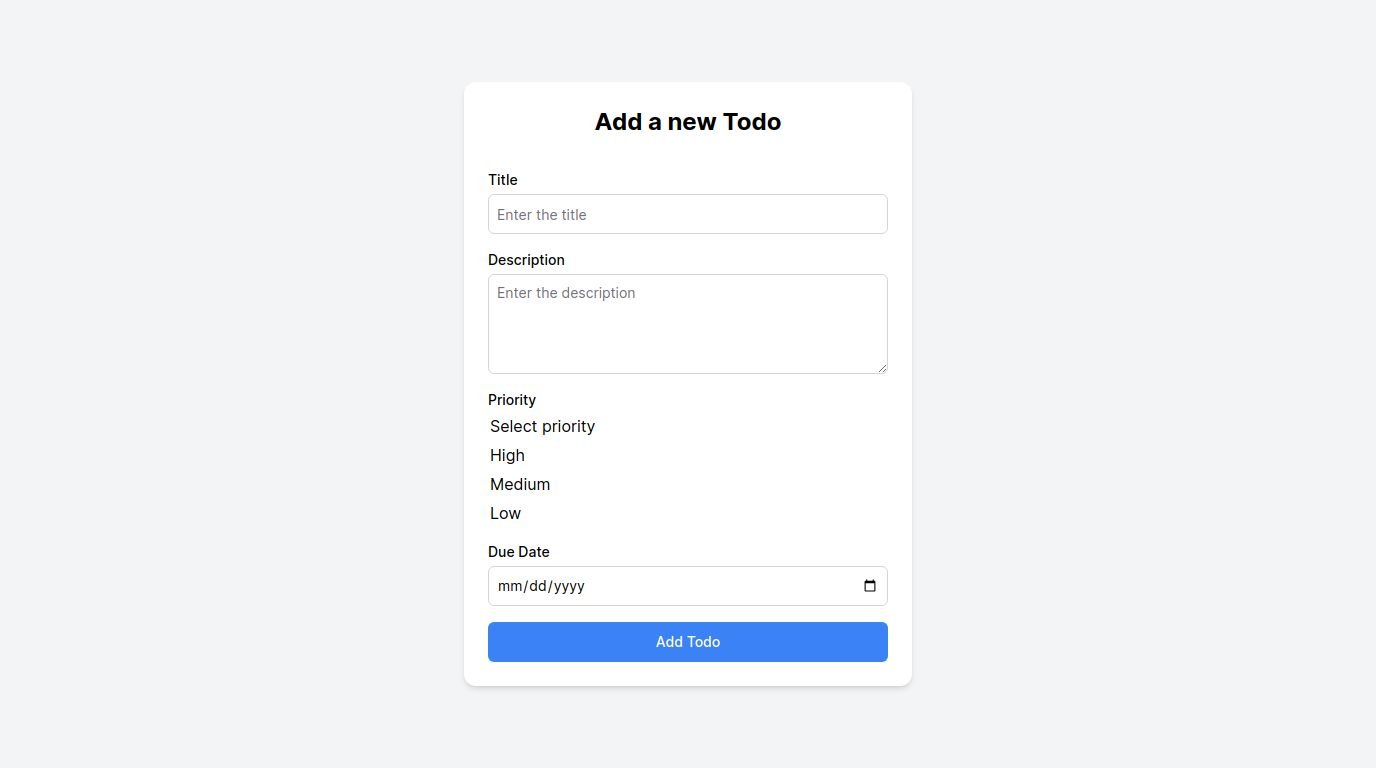 Add a new Todo
Title
Enter the title
Description
Enter the description
Priority
Select priority
High
Medium
Low
Due Date
mm/dd/yyyy
Add Todo